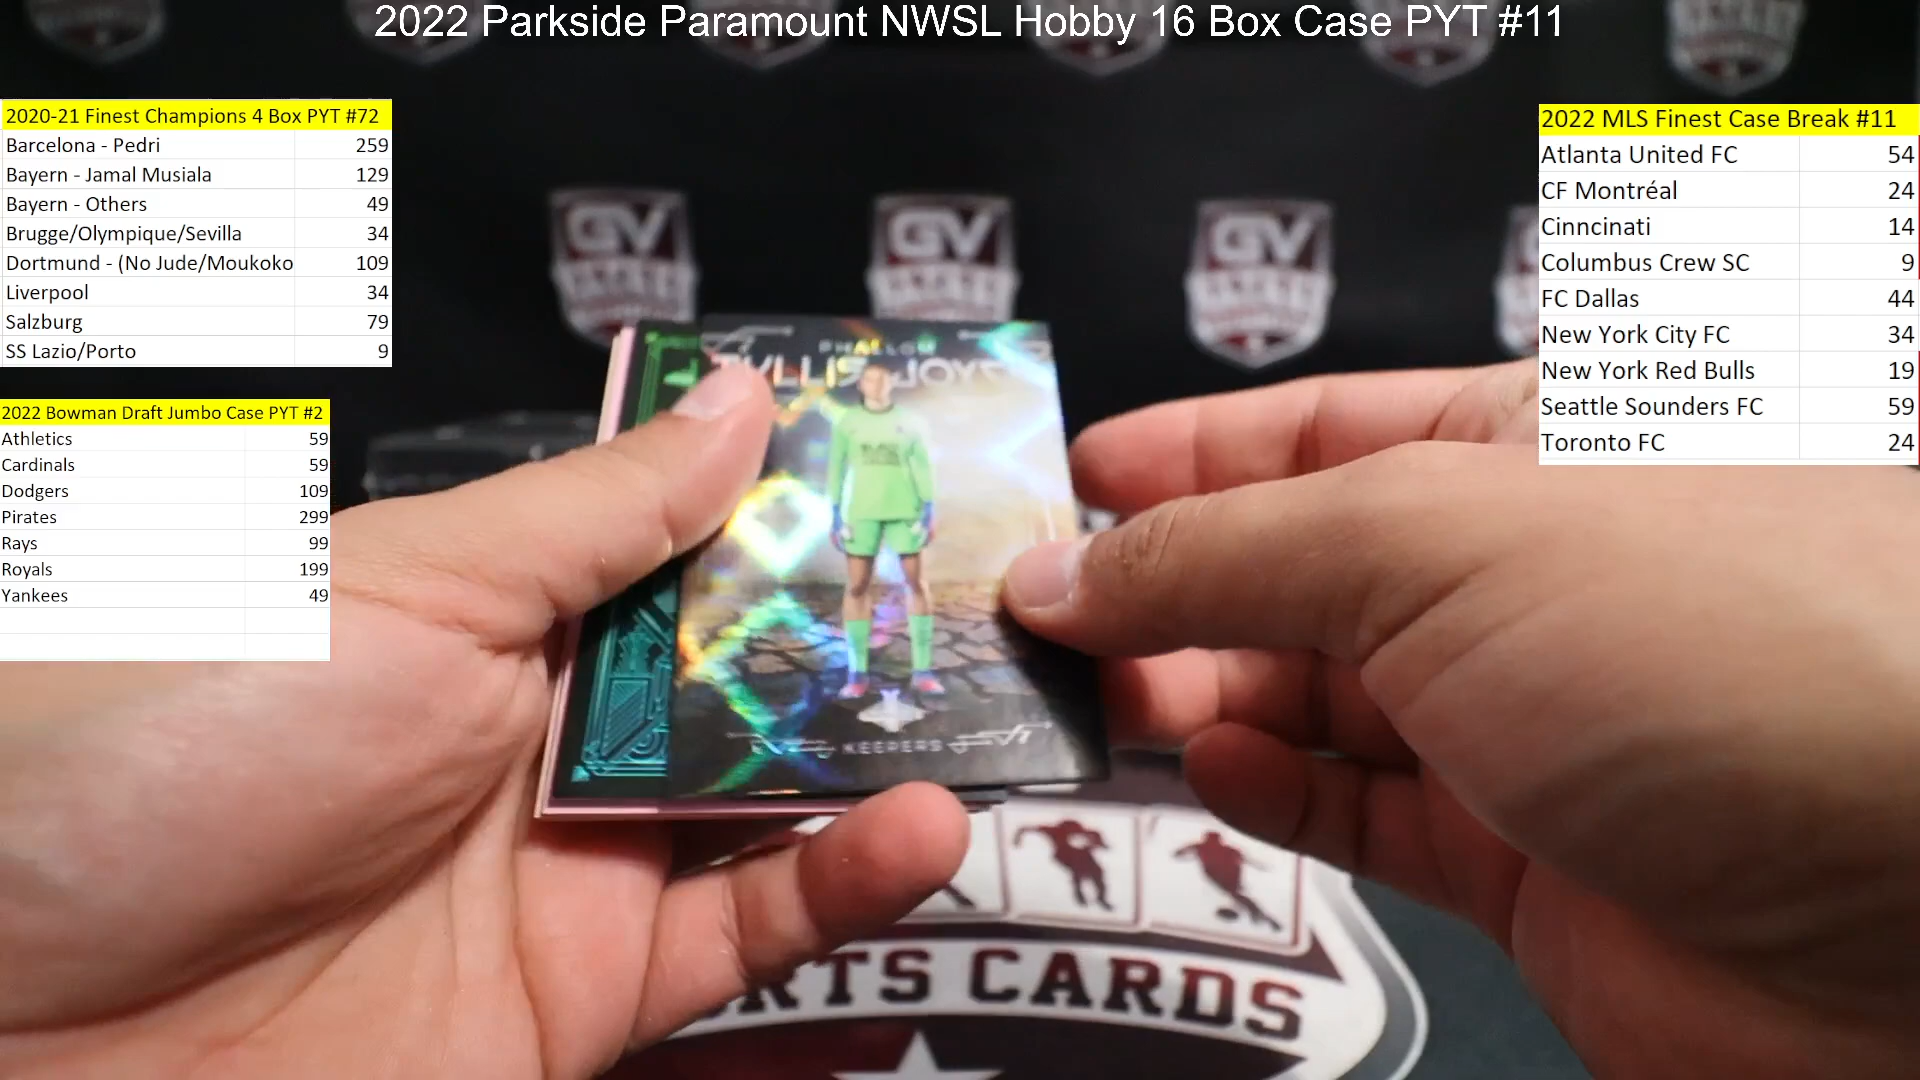 2022 Parkside Paramount NWSL Hobby 16 Box Case PYT #11
2020-21 Finest Champions 4 Box PYT #72
Barcelona - Pedri 259
Bayern - Jamal Musiala 129
Bayern - Others 49
Brugge/Olympique/Sevilla 34
Dortmund - (No Jude/Moukoko 109
Liverpool 34
Salzburg 79
SS Lazio/Porto 9
2022 Bowman Draft Jumbo Case PYT #2
Athletics 59
Cardinals 59
Dodgers 109
Pirates 299
Rays 99
Royals 199
Yankees 49
2022 MLS Finest Case Break #11
Atlanta United FC 54
CF Montréal 24
Cinncinati 14
Columbus Crew SC 9
FC Dallas 44
New York City FC 34
New York Red Bulls 19
Seattle Sounders FC 59
Toronto FC 24
GV
GV
GV
PHALLON
JOYC
KEEPERS
RTS CARDS